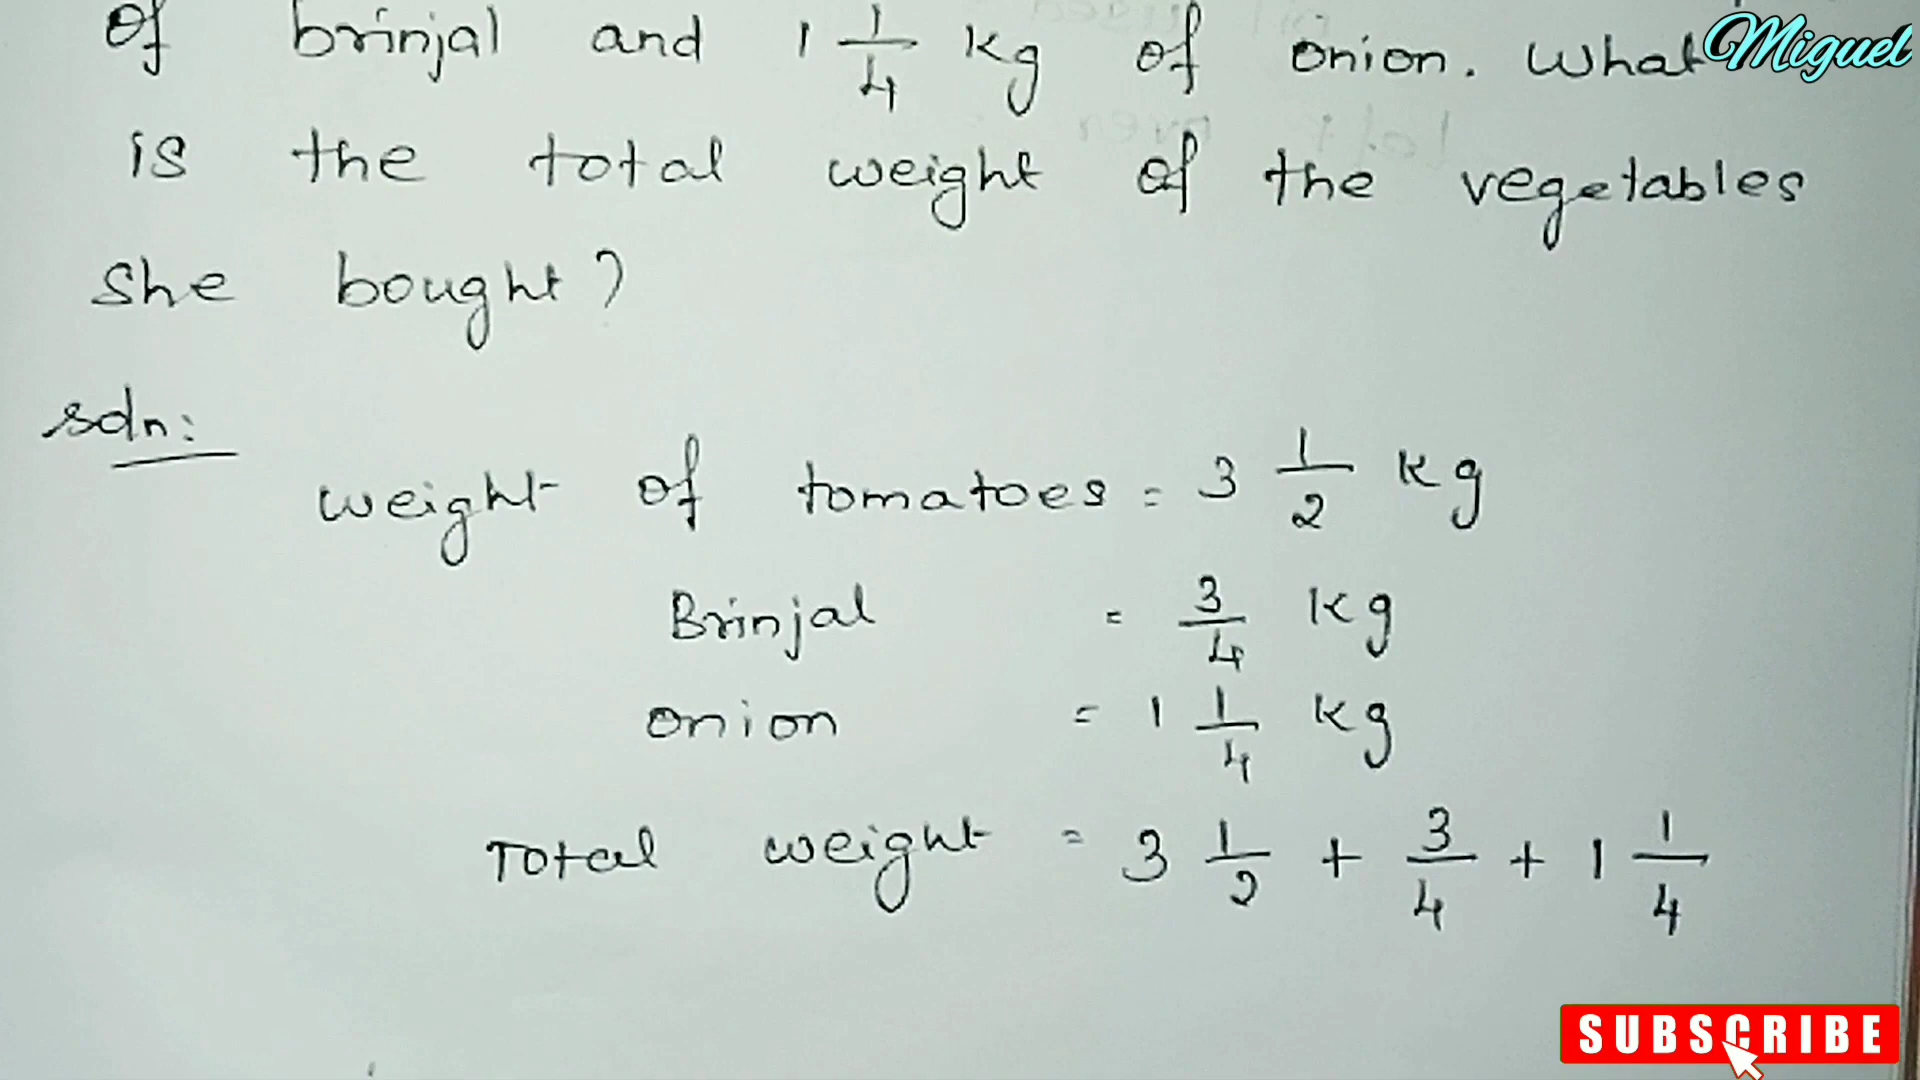 of brinjal and 1 1/4 kg of onion. What
Miguel
is the total weight of the vegetables
she bought?
Soln:
weight of tomatoes = 3 1/2 kg
Brinjal = 3/4 kg
onion = 1 1/4 kg
Total weight = 3 1/2 + 3/4 + 1 1/4
SUBSCRIBE